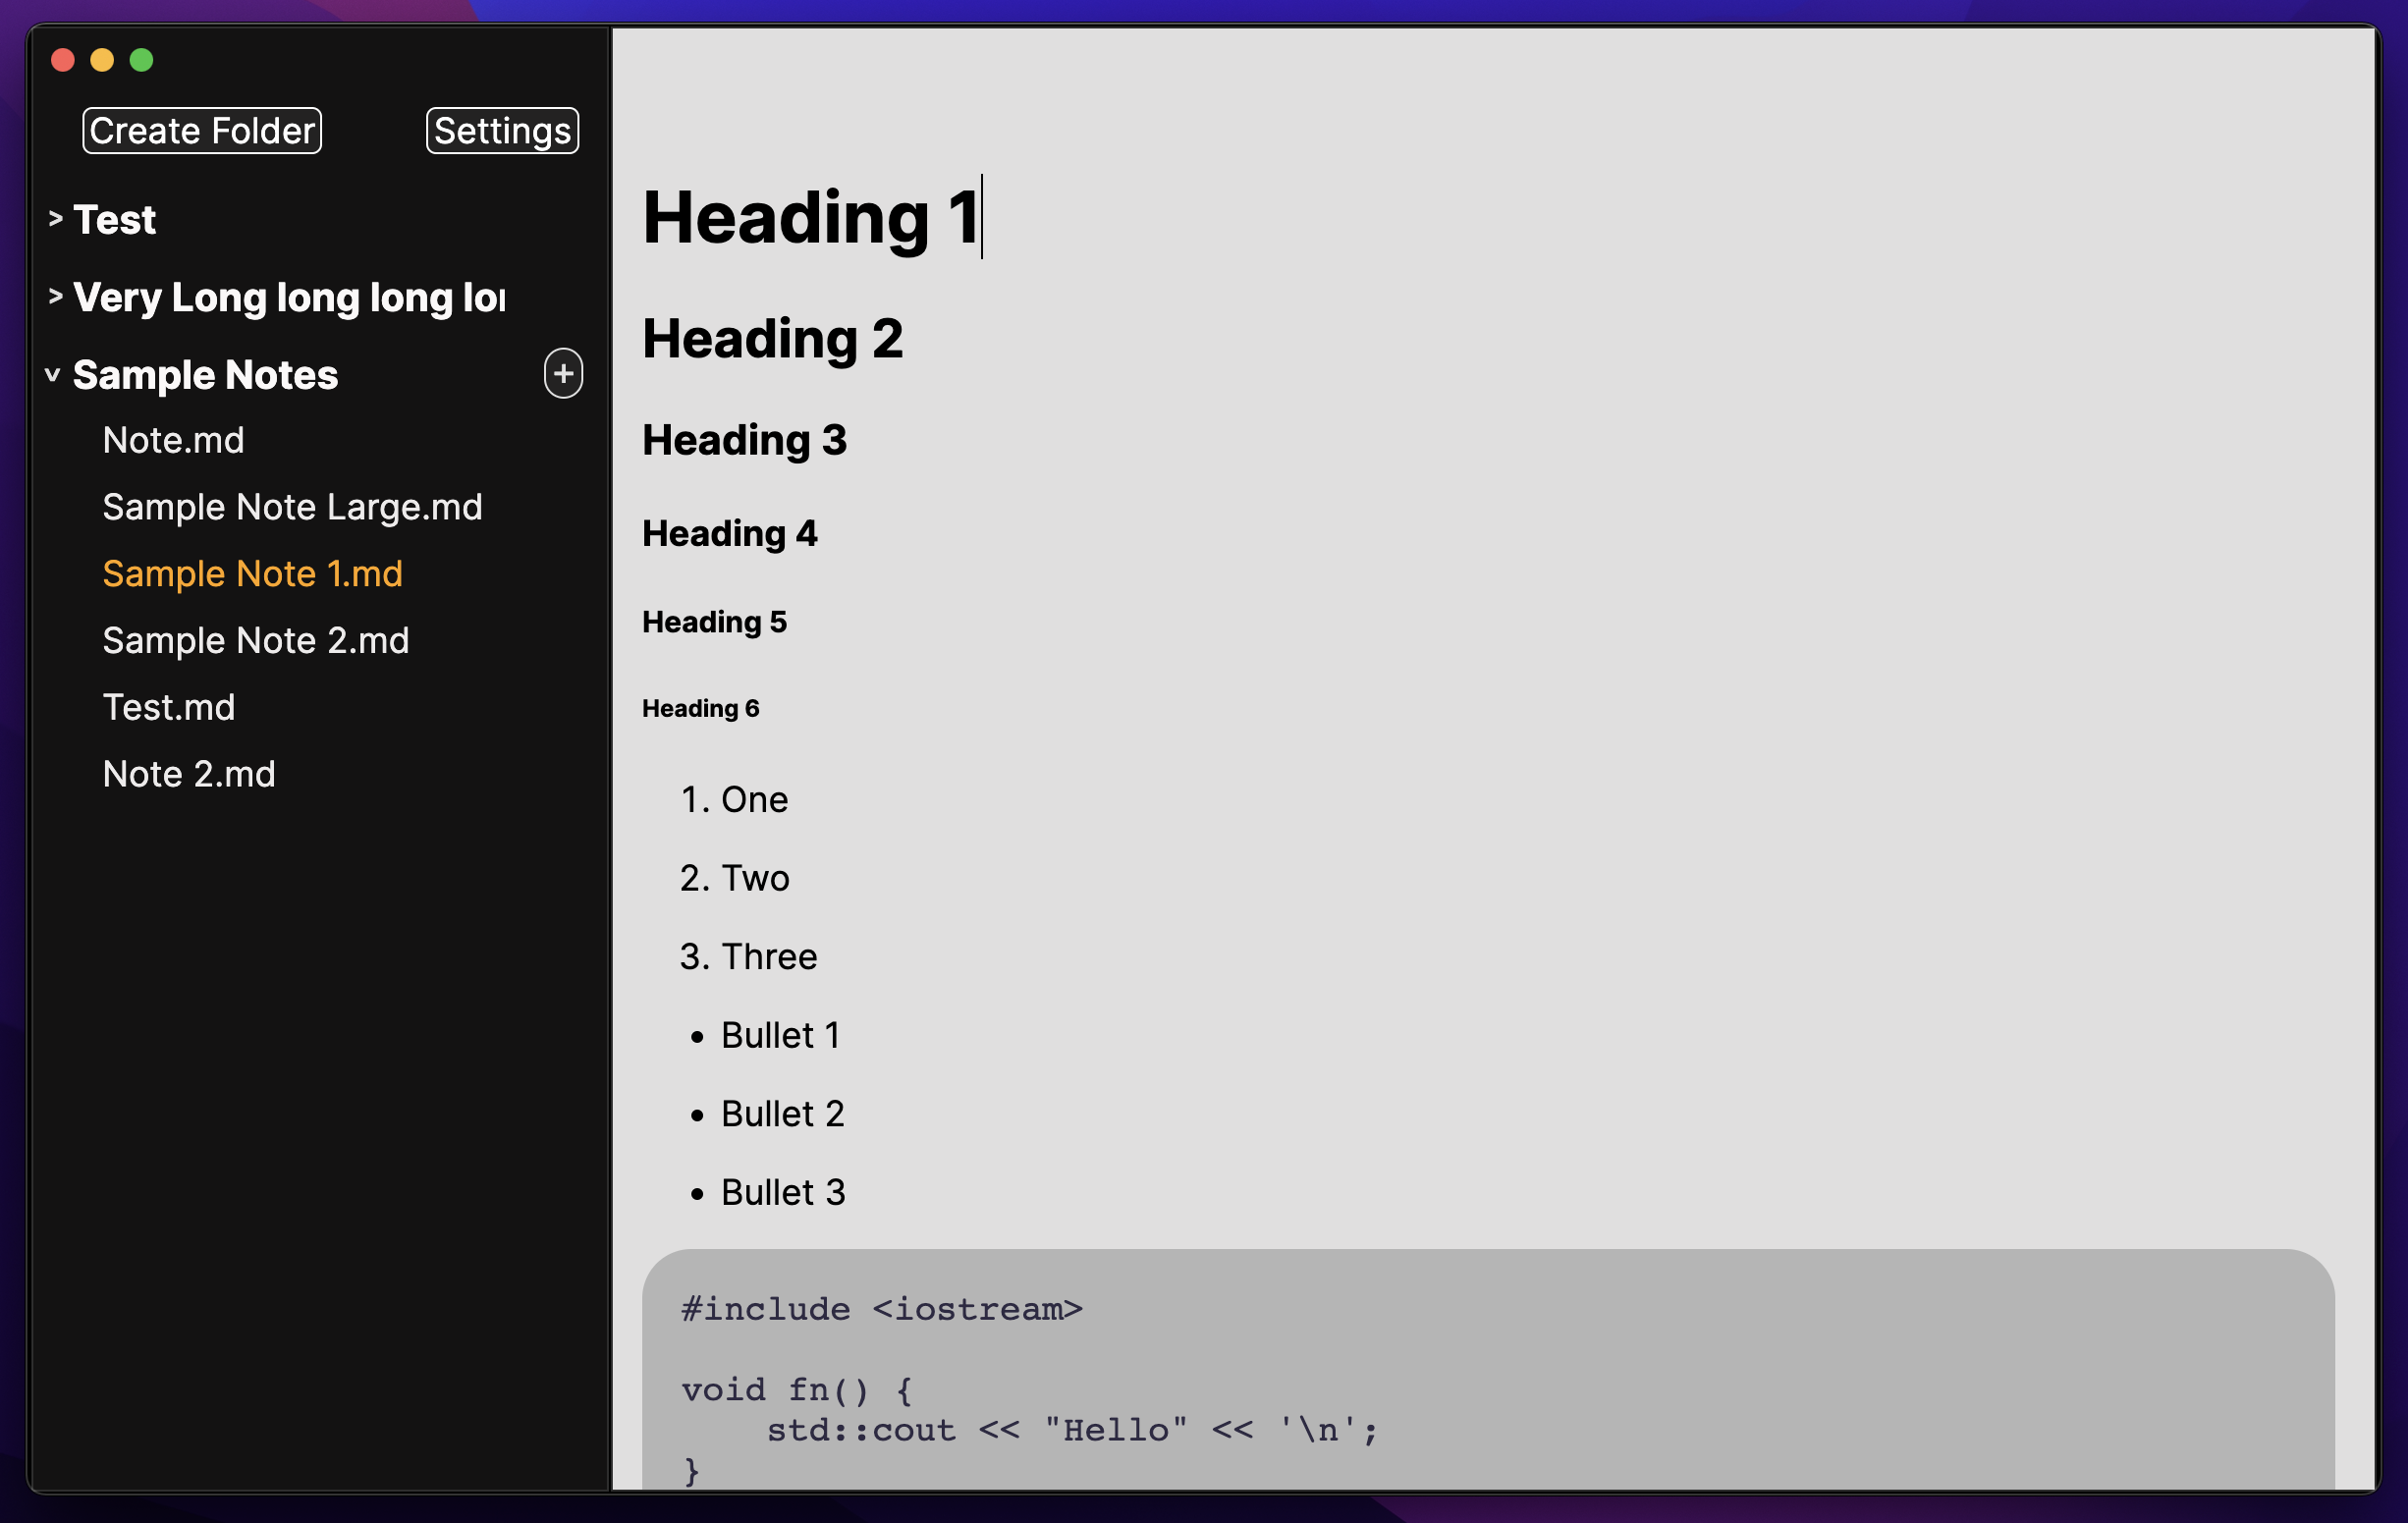 Create Folder Settings
> Test
> Very Long long long lo
v Sample Notes +
Note.md
Sample Note Large.md
Sample Note 1.md
Sample Note 2.md
Test.md
Note 2.md
Heading 1
Heading 2
Heading 3
Heading 4
Heading 5
Heading 6
1. One
2. Two
3. Three
• Bullet 1
• Bullet 2
• Bullet 3
#include <iostream>
void fn() {
    std::cout << "Hello" << '\n';
}